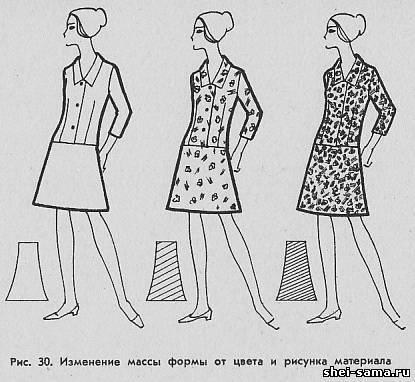 Рис. 30. Изменение массы формы от цвета и рисунка материала
shei-sama.ru